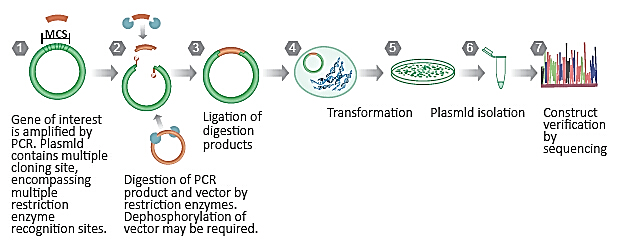 1
MCS
2
3
4
5
6
7
Gene of interest
is amplified by
PCR. Plasmld
contains multiple
cloning site,
encompassing
multiple
restriction
enzyme
recognition sites.
Digestion of PCR
product and vector by
restriction enzymes.
Dephosphorylation of
vector may be required.
Ligation of
digestion
products
Transformation
Plasmld isolation
Construct
verification
by
sequencing